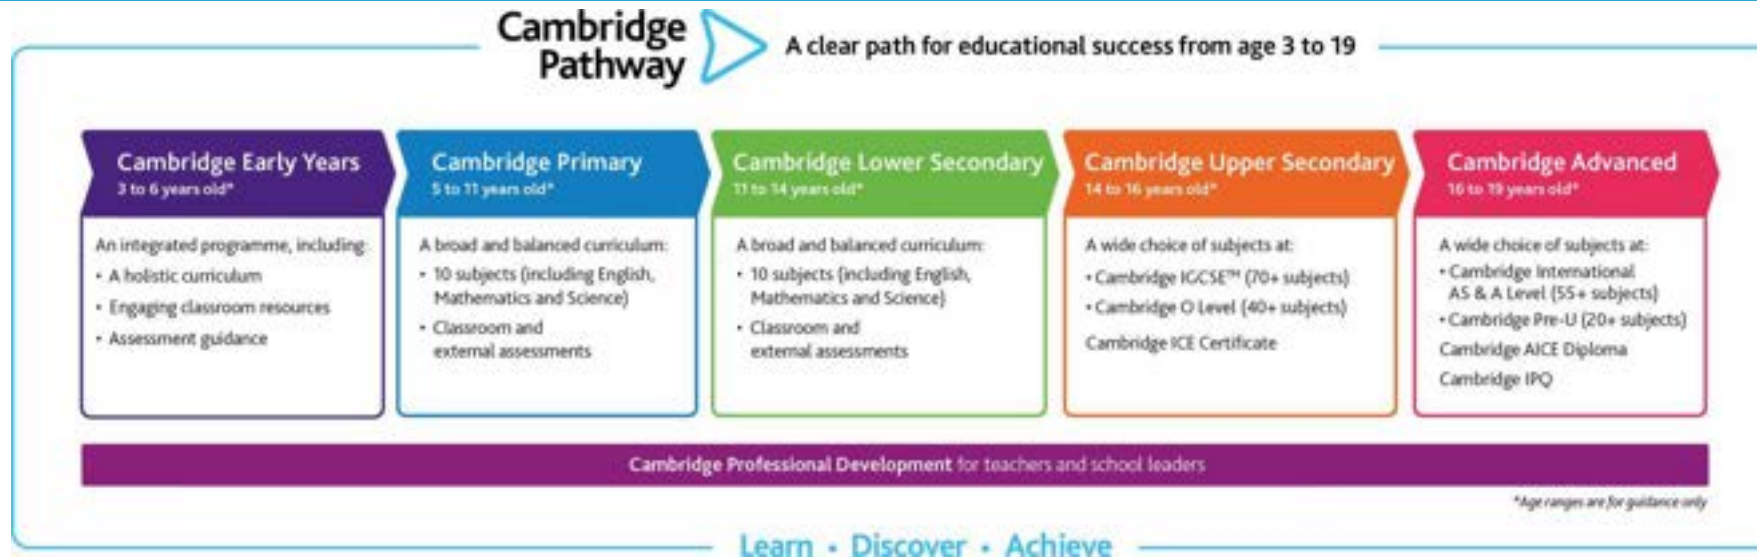 Cambridge
Pathway
A clear path for educational success from age 3 to 19
Cambridge Early Years
3 to 6 years old*
An integrated programme, including:
• A holistic curriculum
• Engaging classroom resources
• Assessment guidance
Cambridge Primary
5 to 11 years old*
A broad and balanced curriculum:
• 10 subjects (including English,
Mathematics and Science)
• Classroom and
external assessments
Cambridge Lower Secondary
11 to 14 years old*
A broad and balanced curriculum:
• 10 subjects (including English,
Mathematics and Science)
• Classroom and
external assessments
Cambridge Upper Secondary
14 to 16 years old*
A wide choice of subjects at:
• Cambridge IGCSE™ (70+ subjects)
• Cambridge O Level (40+ subjects)
Cambridge ICE Certificate
Cambridge Advanced
16 to 19 years old*
A wide choice of subjects at:
• Cambridge International
AS & A Level (55+ subjects)
• Cambridge Pre-U (20+ subjects)
Cambridge AICE Diploma
Cambridge IPQ
Cambridge Professional Development for teachers and school leaders
*Age ranges are for guidance only
Learn • Discover • Achieve